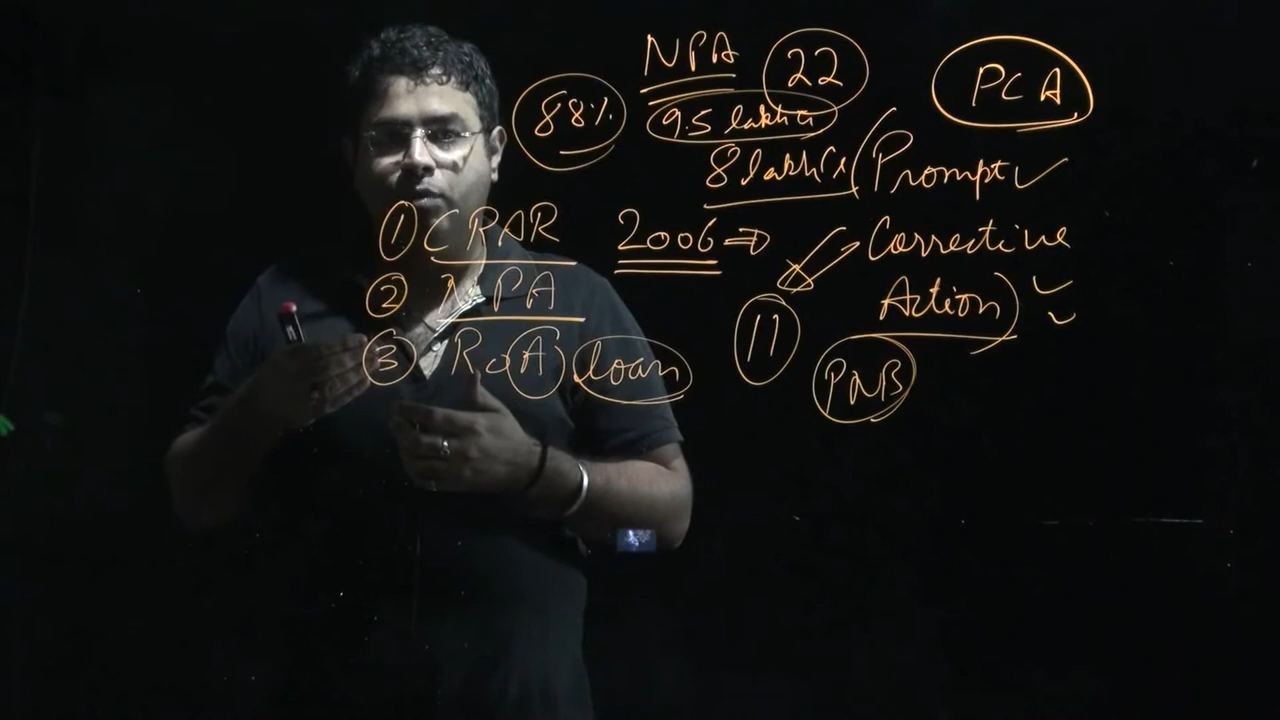 NPA 22 PCA
88% 9.5 lakh cr
8 lakh cr (Prompt
① CRAR 2006 ⇒ Corrective
② NPA Action)
③ RoA loan 11 PNB